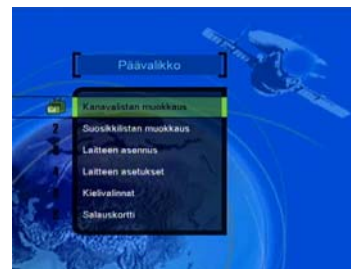 Päävalikko
Kanavalistan muokkaus
Suosikkilistan muokkaus
Laitteen asennus
Laitteen asetukset
Kielivalinnat
Salauskortti